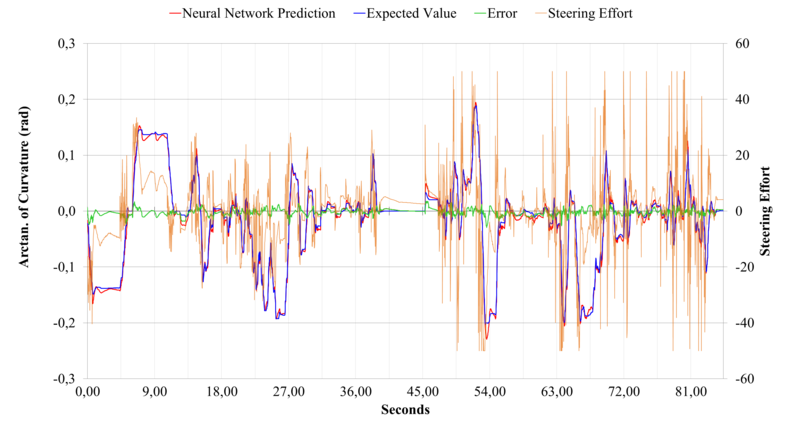 Neural Network Prediction Expected Value Error Steering Effort
0,3 60
0,2 40
0,1 20
0,0 0
-0,1 -20
-0,2 -40
-0,3 -60
Arctan. of Curvature (rad)
Steering Effort
0,00 9,00 18,00 27,00 36,00 45,00 54,00 63,00 72,00 81,00
Seconds